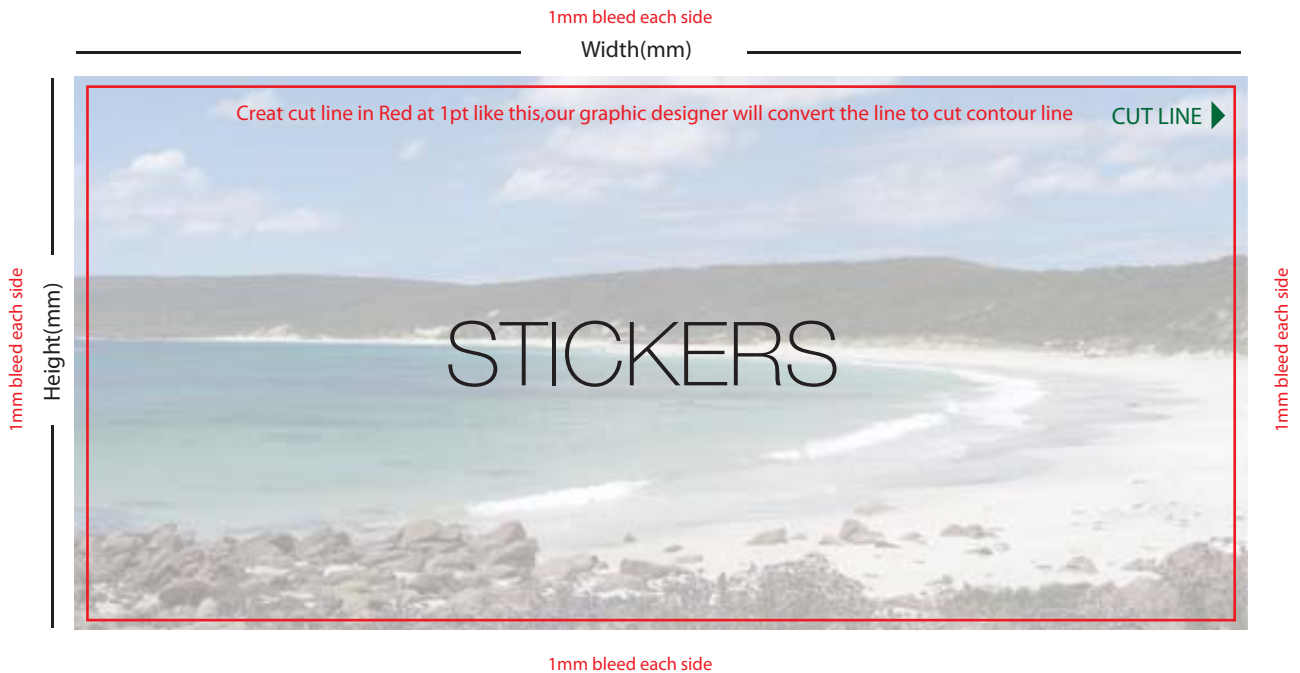 1mm bleed each side
Width(mm)
Creat cut line in Red at 1pt like this,our graphic designer will convert the line to cut contour line
CUT LINE
1mm bleed each side
Height(mm)
STICKERS
1mm bleed each side
1mm bleed each side